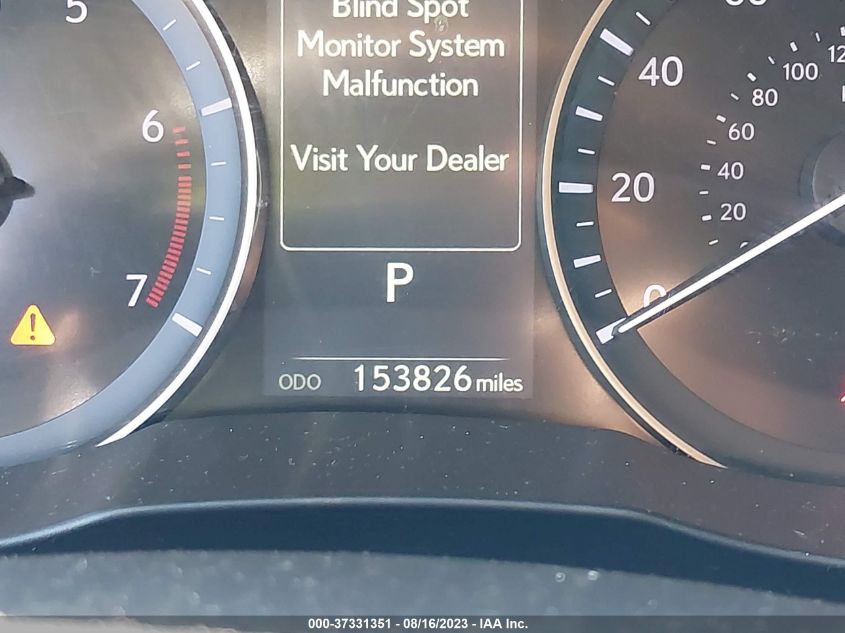 Blind Spot
Monitor System
Malfunction
Visit Your Dealer
P
ODO 153826 miles
5
6
7
!
40
20
0
100
80
60
40
20
000-37331351 - 08/16/2023 - IAA Inc.